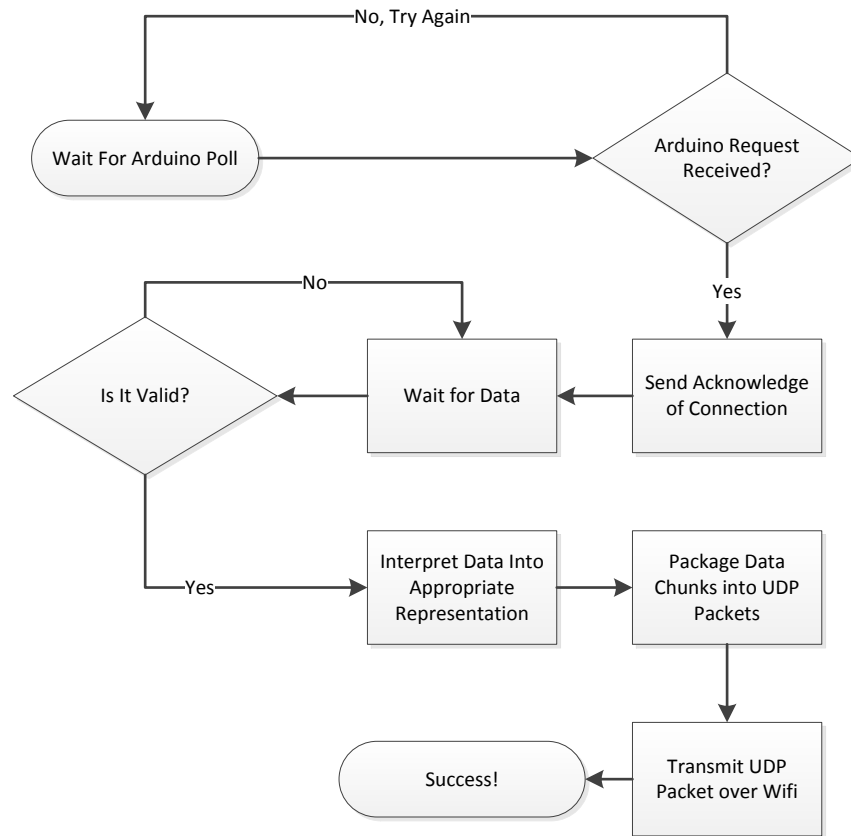 No, Try Again
Wait For Arduino Poll
Arduino Request
Received?
Yes
No
Is It Valid?
Wait for Data
Send Acknowledge
of Connection
Yes
Interpret Data Into
Appropriate
Representation
Package Data
Chunks into UDP
Packets
Success!
Transmit UDP
Packet over Wifi